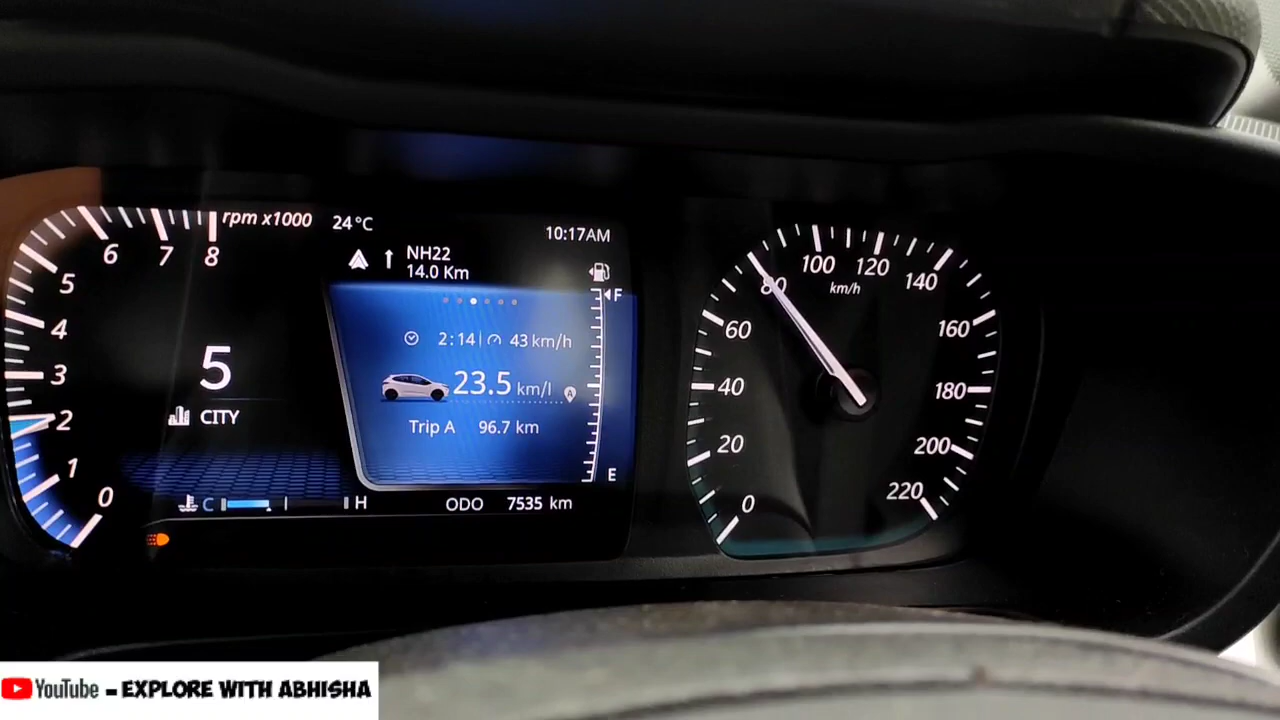 rpm x1000
24°C
10:17AM
NH22
14.0 Km
8
7
6
5
4
3
2
1
0
5
CITY
F
E
2:14 43 km/h
23.5 km/l
A
Trip A 96.7 km
C H
ODO 7535 km
0
20
40
60
80
100
120
140
160
180
200
220
km/h
YouTube - EXPLORE WITH ABHISHA